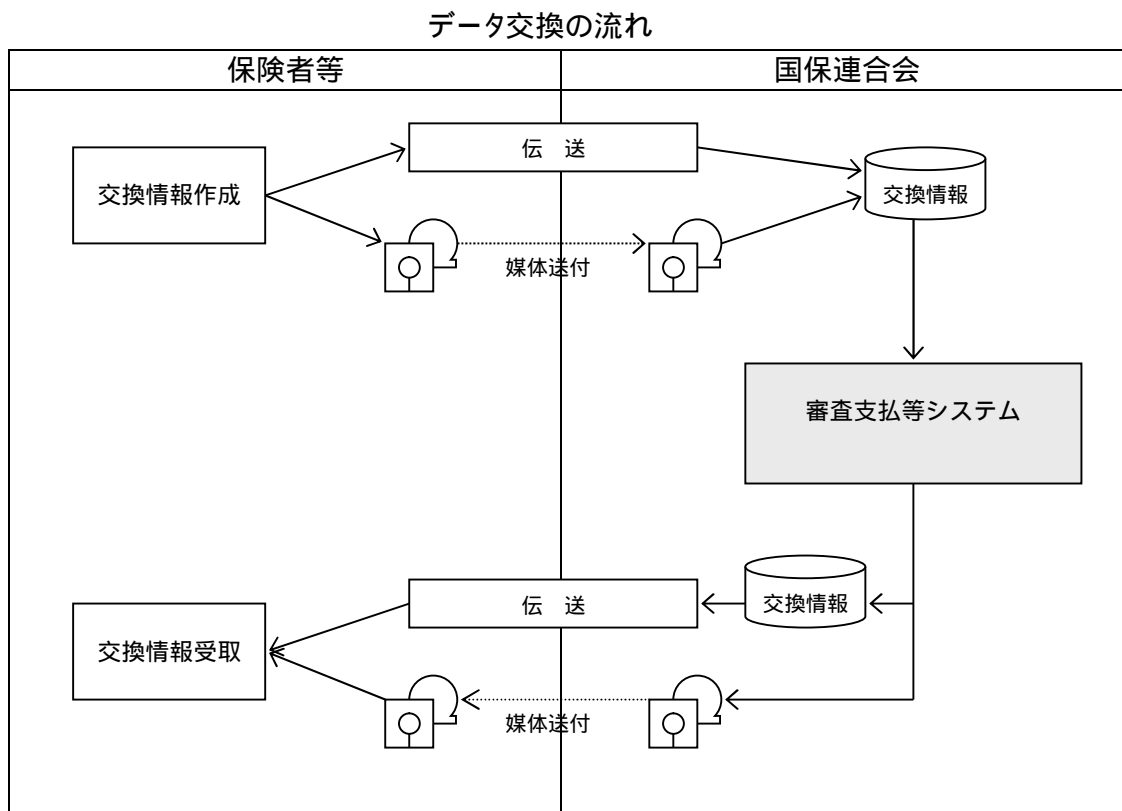 データ交換の流れ
保険者等
国保連合会
伝　送
交換情報作成
交換情報
媒体送付
審査支払等システム
伝　送
交換情報
交換情報受取
媒体送付